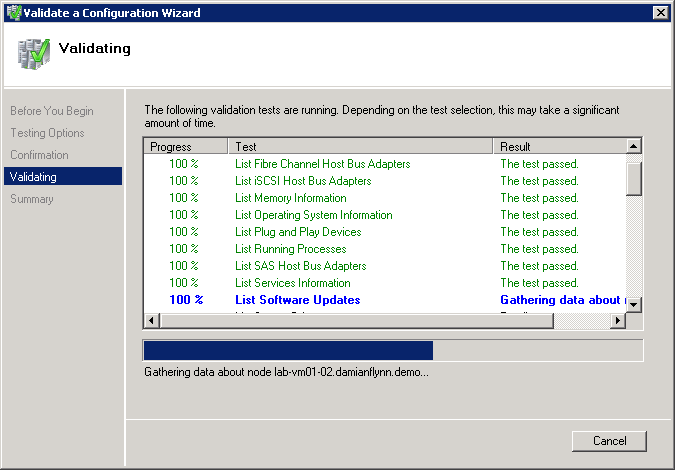 Validate a Configuration Wizard
Validating
Before You Begin
Testing Options
Confirmation
Validating
Summary
The following validation tests are running. Depending on the test selection, this may take a significant
amount of time.
Progress Test Result
100 % List Fibre Channel Host Bus Adapters The test passed.
100 % List iSCSI Host Bus Adapters The test passed.
100 % List Memory Information The test passed.
100 % List Operating System Information The test passed.
100 % List Plug and Play Devices The test passed.
100 % List Running Processes The test passed.
100 % List SAS Host Bus Adapters The test passed.
100 % List Services Information The test passed.
100 % List Software Updates Gathering data about
Gathering data about node lab-vm01-02.damianflynn.demo...
Cancel